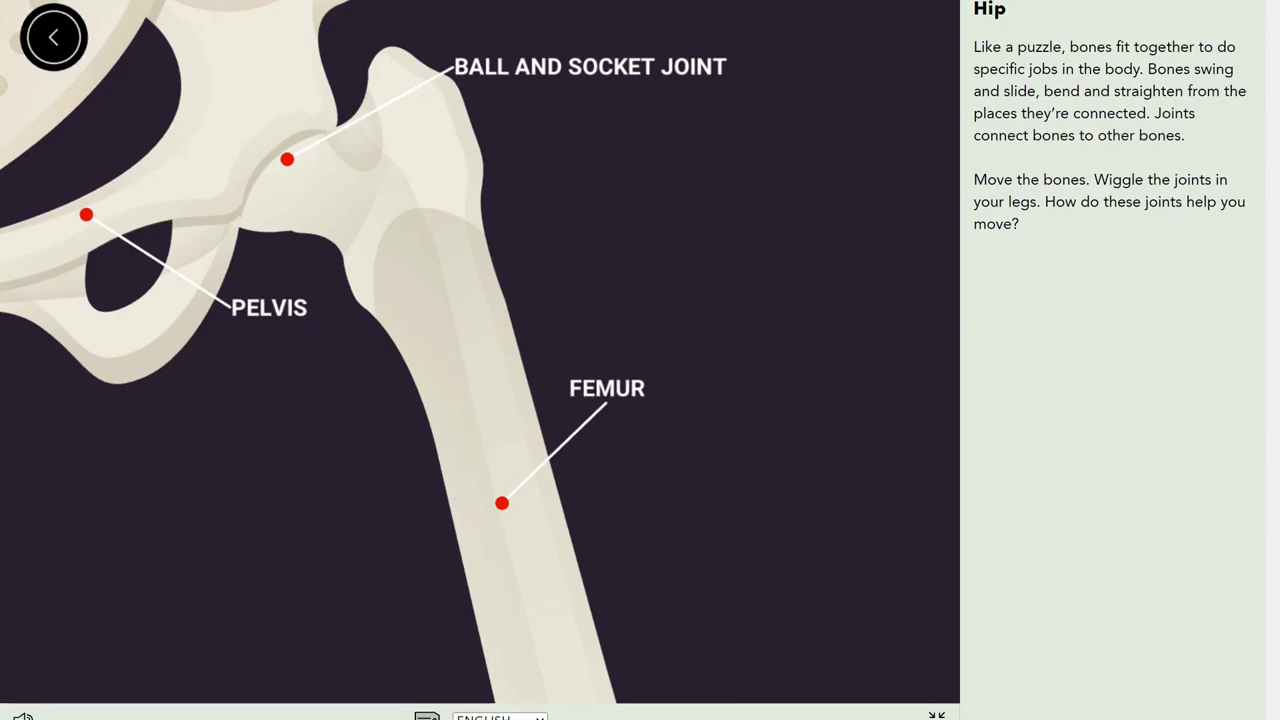 Hip
BALL AND SOCKET JOINT
PELVIS
FEMUR
Like a puzzle, bones fit together to do
specific jobs in the body. Bones swing
and slide, bend and straighten from the
places they’re connected. Joints
connect bones to other bones.
Move the bones. Wiggle the joints in
your legs. How do these joints help you
move?
ENGLISH